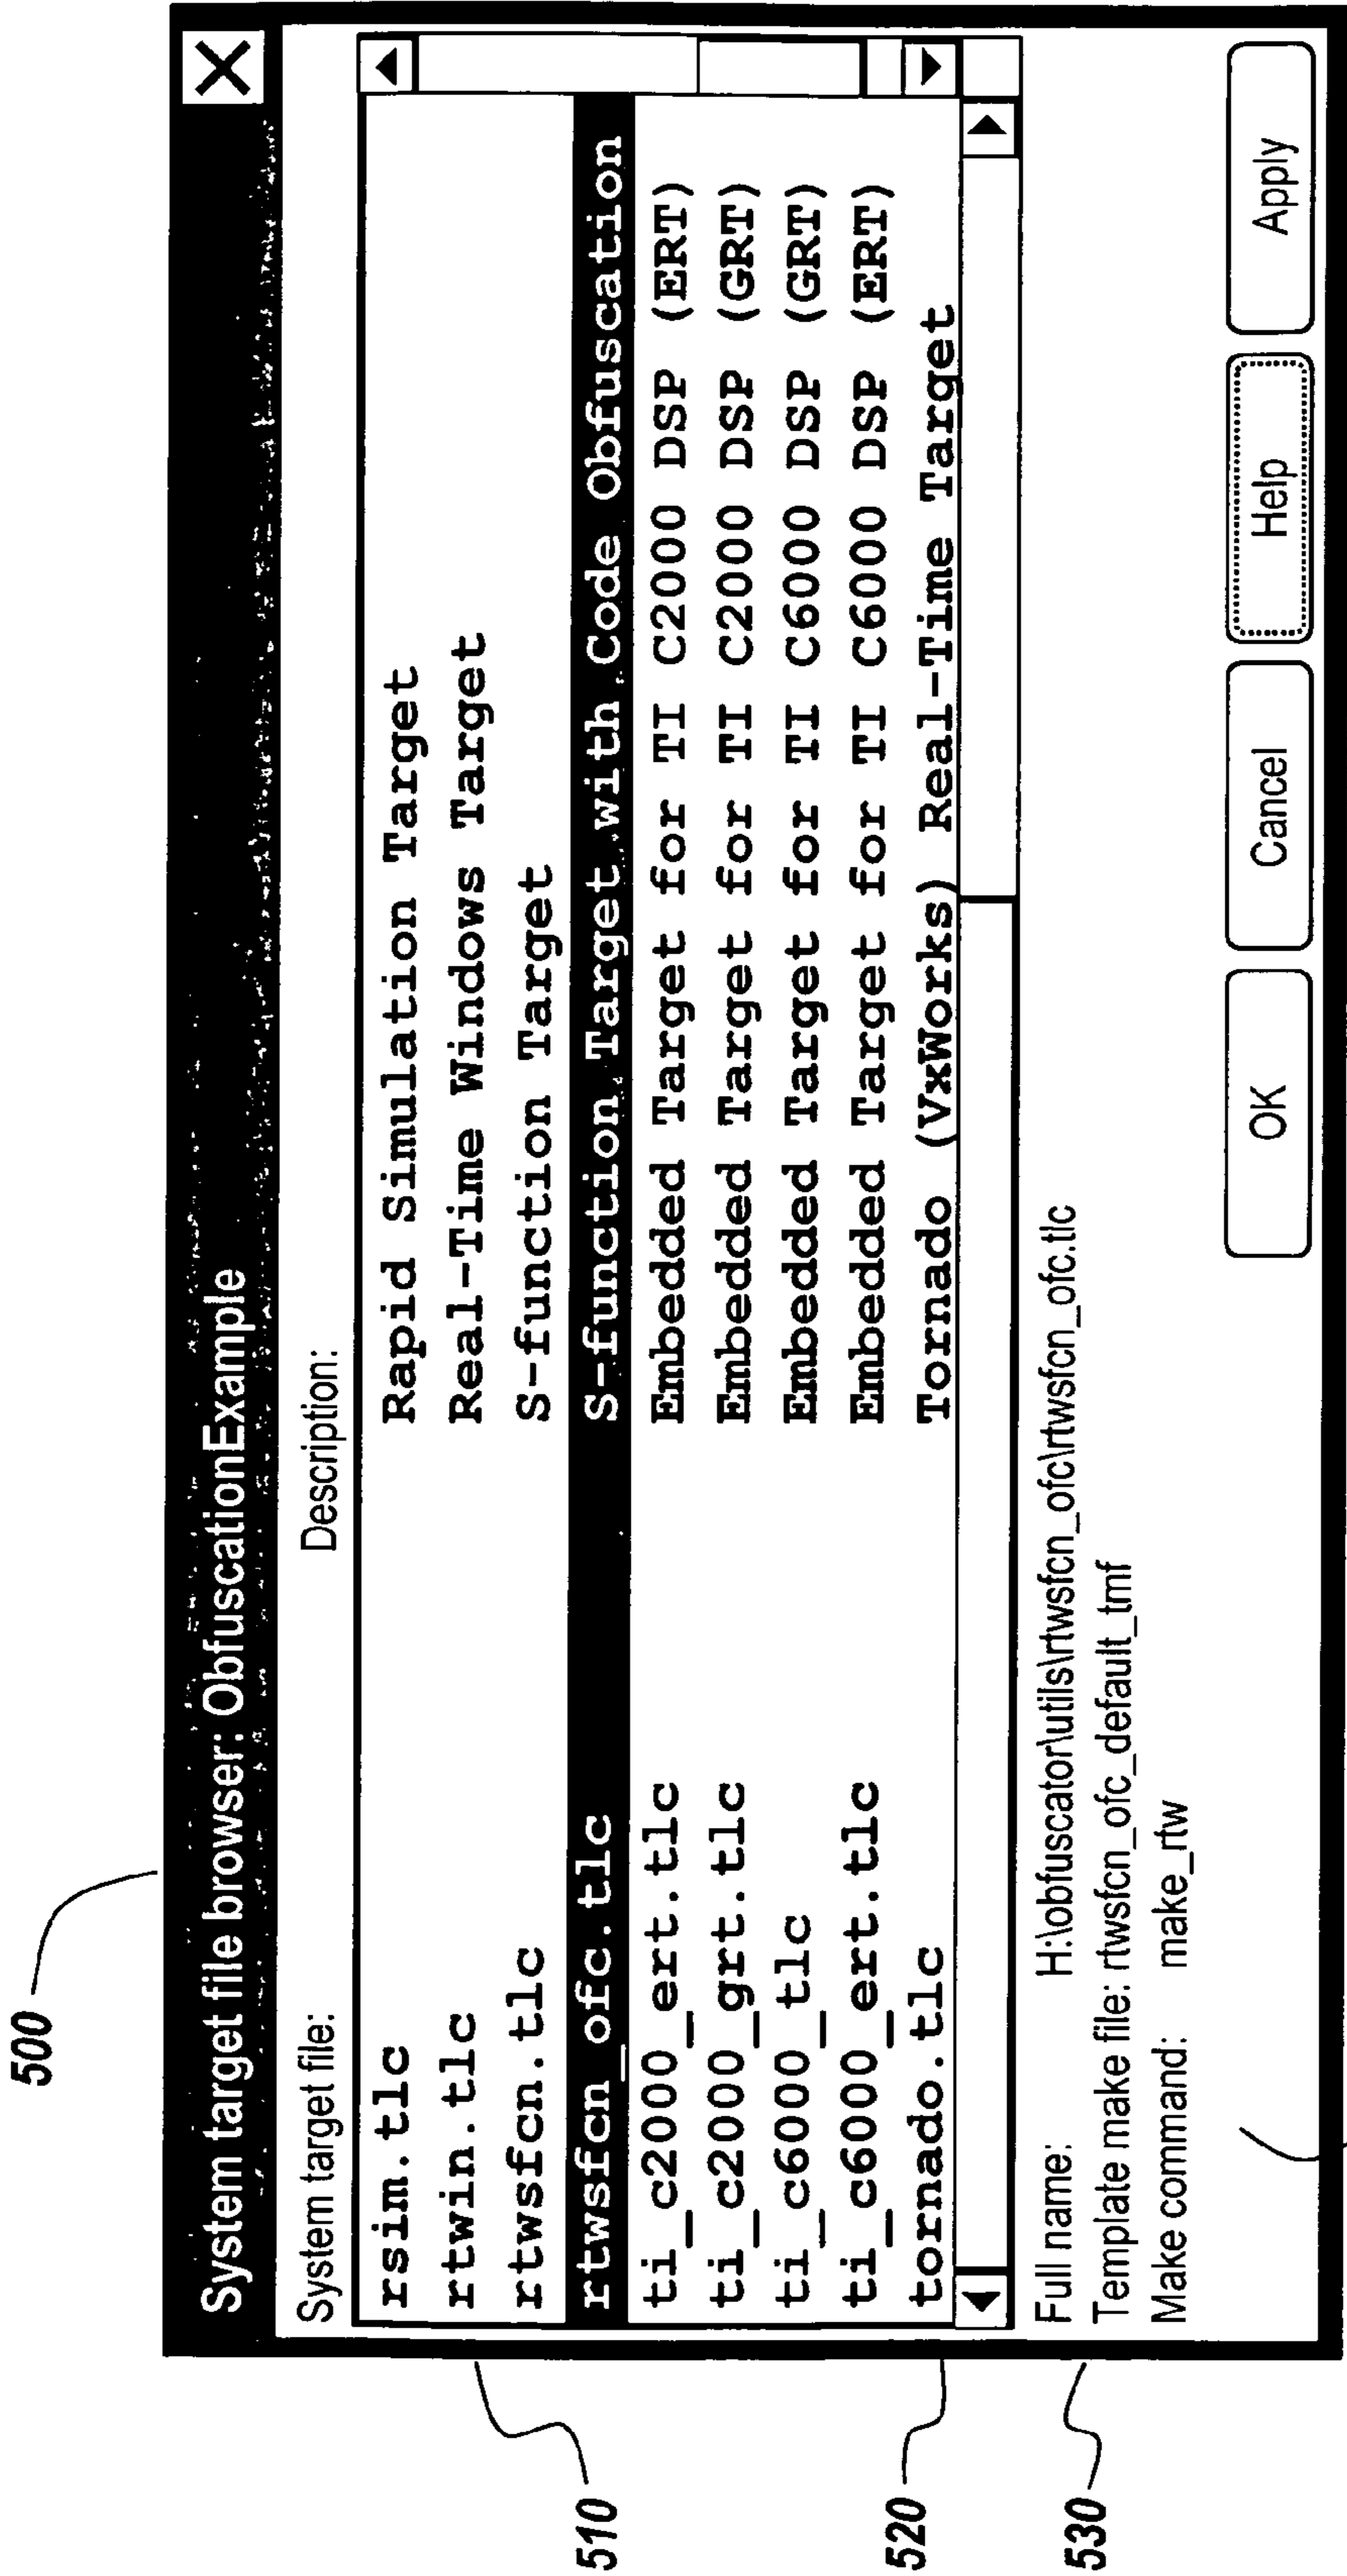 500
System target file browser: ObfuscationExample
System target file: Description:
rsim.tlc Rapid Simulation Target
rtwin.tlc Real-Time Windows Target
rtwsfcn.tlc S-function Target
rtwsfcn_ofc.tlc S-function Target with Code Obfuscation
ti_c2000_ert.tlc Embedded Target for TI C2000 DSP (ERT)
ti_c2000_grt.tlc Embedded Target for TI C2000 DSP (GRT)
ti_c6000_tlc Embedded Target for TI C6000 DSP (GRT)
ti_c6000_ert.tlc Embedded Target for TI C6000 DSP (ERT)
tornado.tlc Tornado (VxWorks) Real-Time Target
Full name: H:\obfuscator\utils\rtwsfcn_ofc\rtwsfcn_ofc.tlc
Template make file: rtwsfcn_ofc_default_tmf
Make command: make_rtw
OK Cancel Help Apply
510
520
530